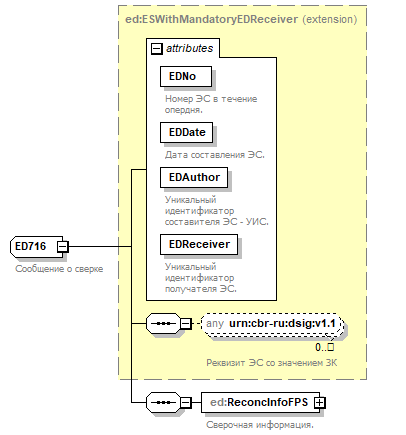 ed:ESWithMandatoryEDReceiver (extension)
attributes
EDNo
Номер ЭС в течение
опердня.
EDDate
Дата составления ЭС.
EDAuthor
Уникальный
идентификатор
составителя ЭС - УИС.
EDReceiver
Уникальный
идентификатор
получателя ЭС.
ED716
Сообщение о сверке
any urn:cbr-ru:dsig:v1.1
0..□
Реквизит ЭС со значением ЗК
ed:ReconcInfoFPS
Сверочная информация.